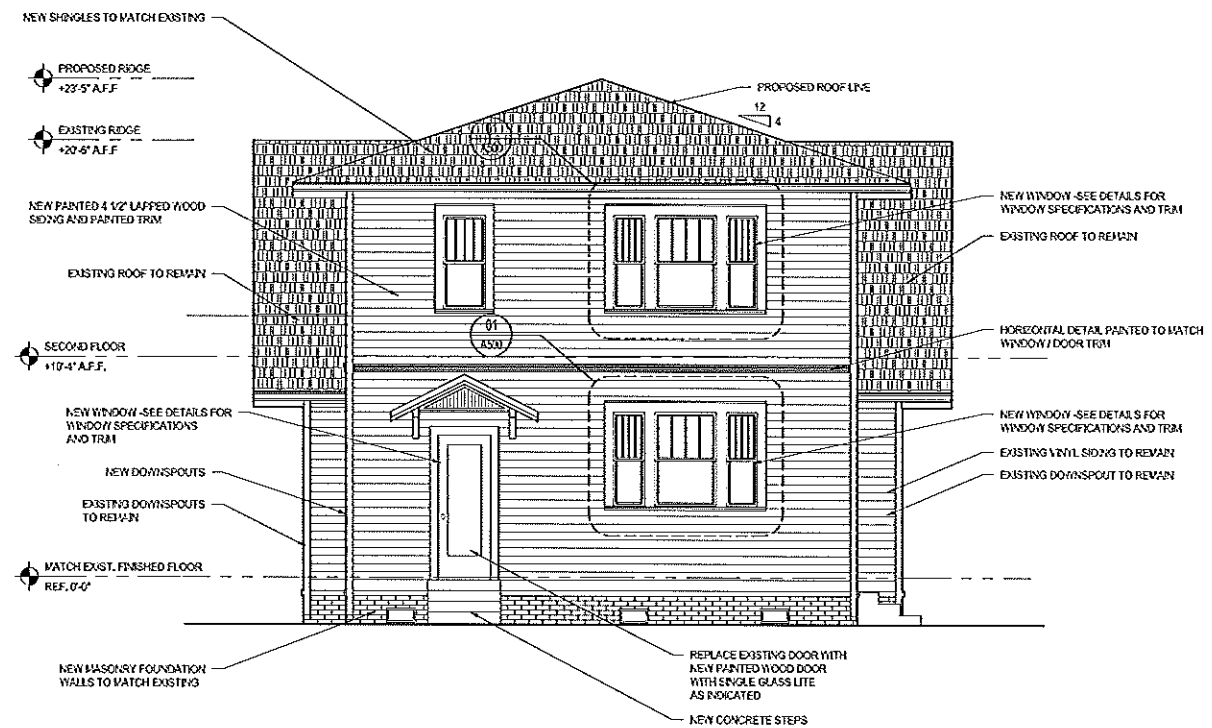 NEW SHINGLES TO MATCH EXISTING
PROPOSED RIDGE
+23'-5" A.F.F
PROPOSED ROOF LINE
12
4
EXISTING RIDGE
+20'-6" A.F.F
NEW PAINTED 4 1/2" LAPPED WOOD
SIDING AND PAINTED TRIM
NEW WINDOW -SEE DETAILS FOR
WINDOW SPECIFICATIONS AND TRIM
EXISTING ROOF TO REMAIN
EXISTING ROOF TO REMAIN
01
A500
SECOND FLOOR
+10'-4" A.F.F.
HORIZONTAL DETAIL PAINTED TO MATCH
WINDOW / DOOR TRIM
NEW WINDOW -SEE DETAILS FOR
WINDOW SPECIFICATIONS
AND TRIM
NEW WINDOW -SEE DETAILS FOR
WINDOW SPECIFICATIONS AND TRIM
EXISTING VINYL SIDING TO REMAIN
NEW DOWNSPOUTS
EXISTING DOWNSPOUT TO REMAIN
EXISTING DOWNSPOUTS
TO REMAIN
MATCH EXIST. FINISHED FLOOR
REF. 0'-0"
NEW MASONRY FOUNDATION
WALLS TO MATCH EXISTING
REPLACE EXISTING DOOR WITH
NEW PAINTED WOOD DOOR
WITH SINGLE GLASS LITE
AS INDICATED
NEW CONCRETE STEPS